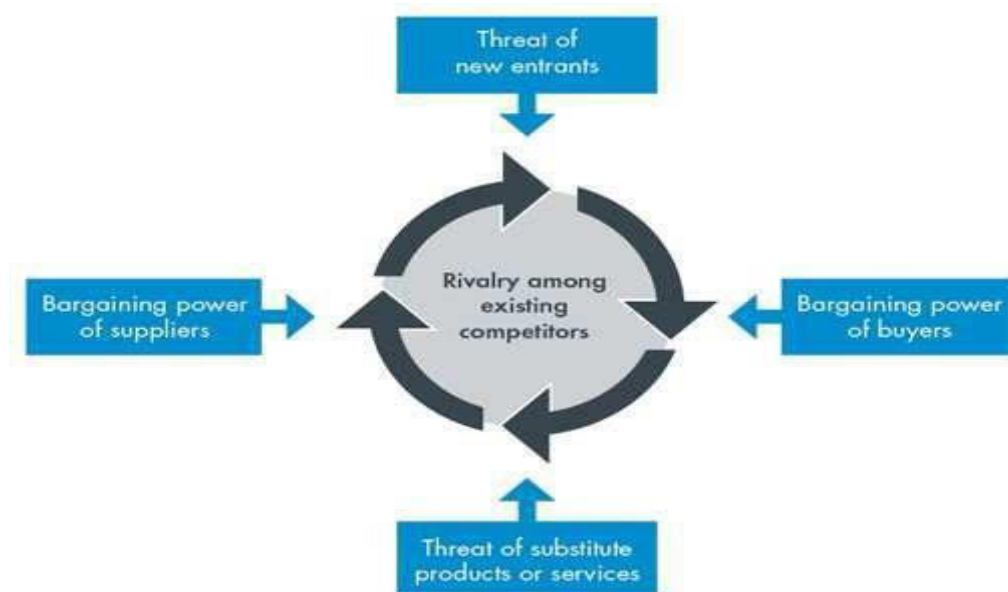 Threat of
new entrants
Bargaining power
of suppliers
Rivalry among
existing
competitors
Bargaining power
of buyers
Threat of substitute
products or services